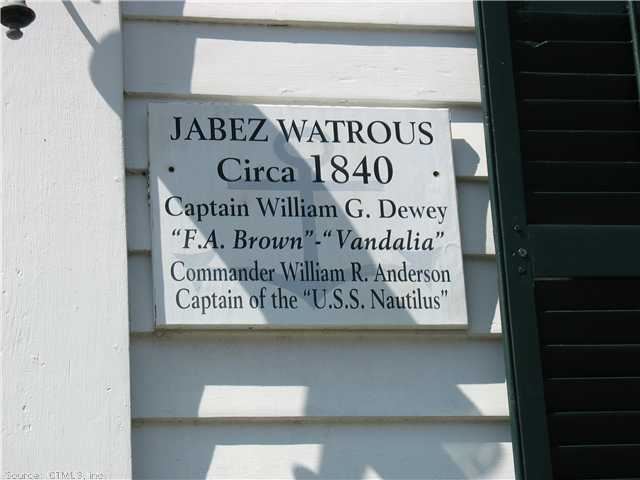 JABEZ WATROUS
Circa 1840
Captain William G. Dewey
"F.A. Brown"-"Vandalia"
Commander William R. Anderson
Captain of the "U.S.S. Nautilus"
Source: CTMLS, Inc.